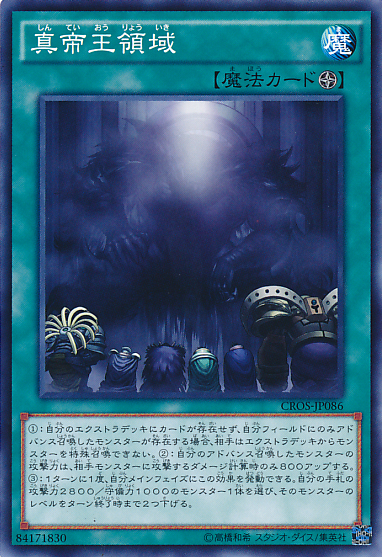 真帝王領域
魔
【魔法カード】
CROS-JP086
①：自分のエクストラデッキにカードが存在せず、自分フィールドにのみアド
バンス召喚したモンスターが存在する場合、相手はエクストラデッキからモン
スターを特殊召喚できない。②：自分のアドバンス召喚したモンスターの
攻撃力は、相手モンスターに攻撃するダメージ計算時のみ800アップする。
③：1ターンに1度、自分メインフェイズにこの効果を発動できる。自分の手札の
攻撃力2800／守備力1000のモンスター1体を選び、そのモンスターの
レベルをターン終了時まで2つ下げる。
84171830
©高橋和希 スタジオ・ダイス／集英社